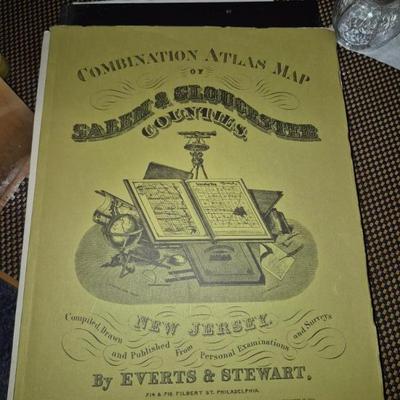 COMBINATION ATLAS MAP
OF
SALEM & GLOUCESTER
COUNTIES.
NEW JERSEY.
Compiled, Drawn and Published From Personal Examinations and Surveys
By EVERTS & STEWART.
714 & 716 FILBERT ST. PHILADELPHIA.